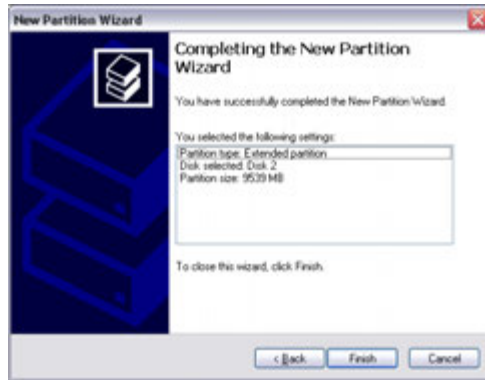 New Partition Wizard
Completing the New Partition
Wizard
You have successfully completed the New Partition Wizard.
You selected the following settings:
Partition type: Extended partition
Disk selected: Disk 2
Partition size: 9539 MB
To close this wizard, click Finish.
< Back
Finish
Cancel